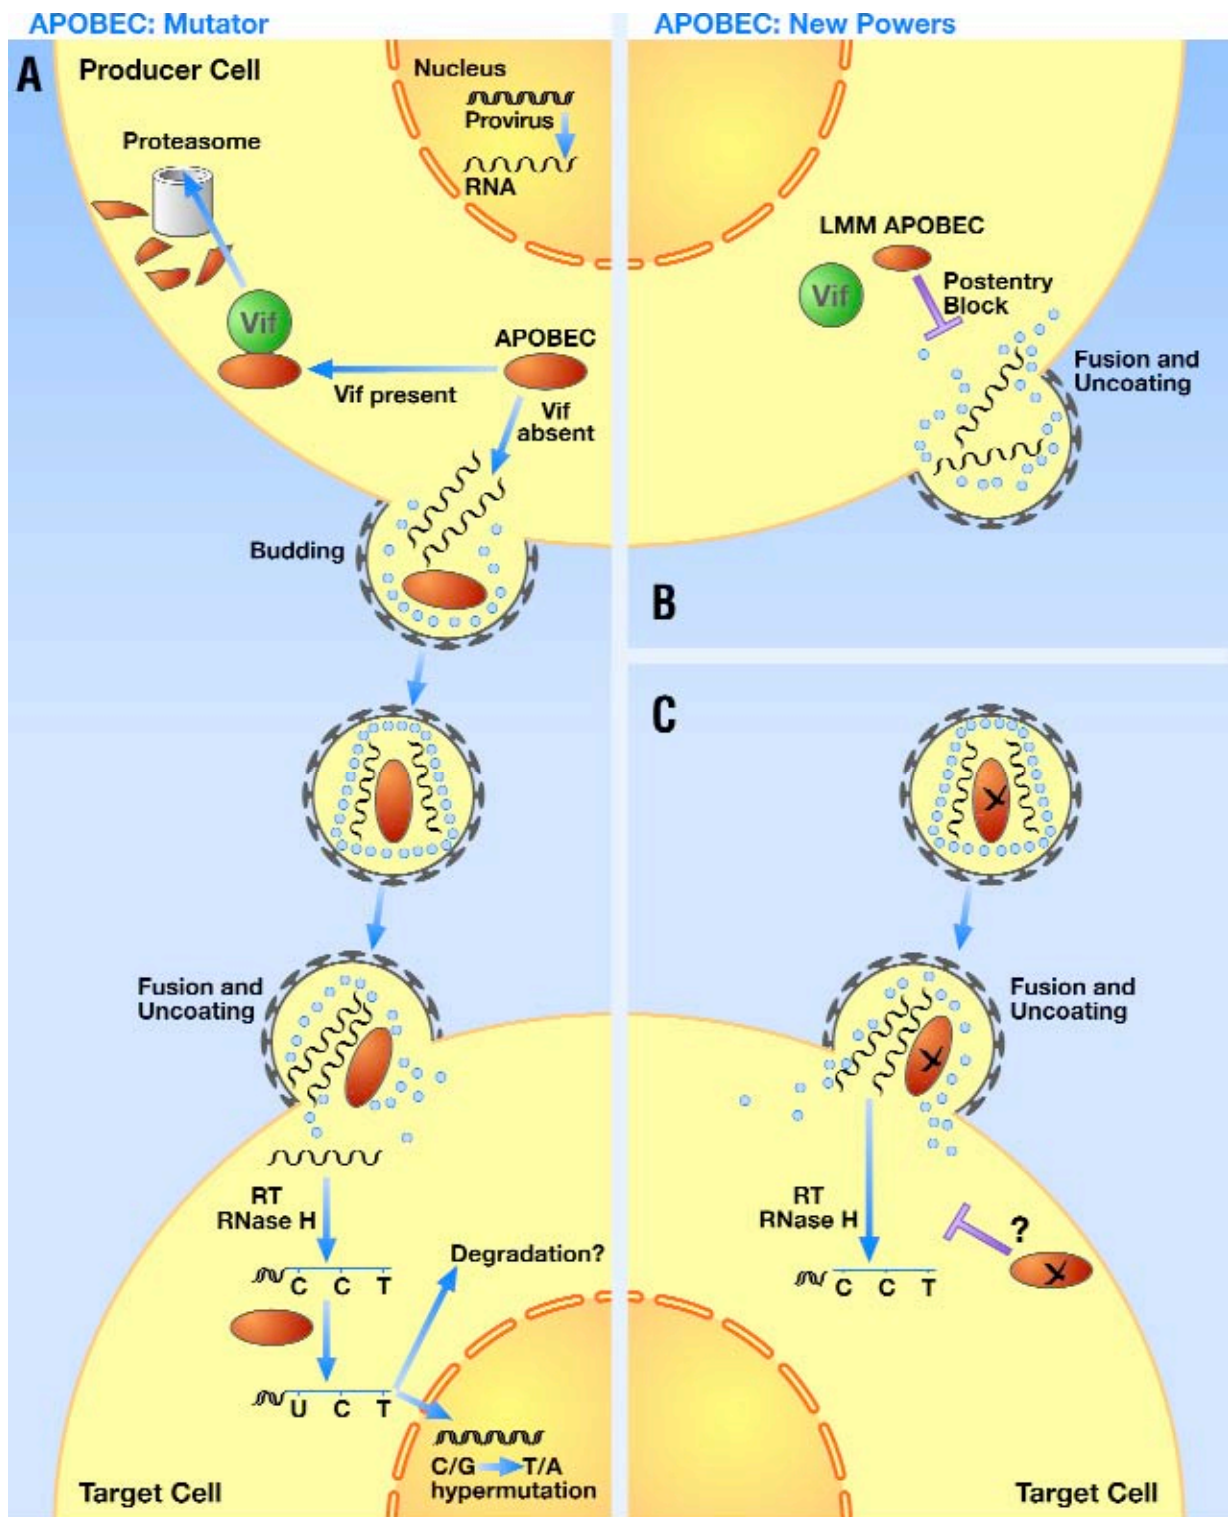 APOBEC: Mutator
A
Producer Cell
Nucleus
Provirus
RNA
Proteasome
Vif
APOBEC
Vif present
Vif
absent
Budding
Fusion and
Uncoating
RT
RNase H
C C T
Degradation?
U C T
C/G T/A
hypermutation
Target Cell
APOBEC: New Powers
LMM APOBEC
Vif
Postentry
Block
Fusion and
Uncoating
B
C
X
Fusion and
Uncoating
X
RT
RNase H
?
X
C C T
Target Cell